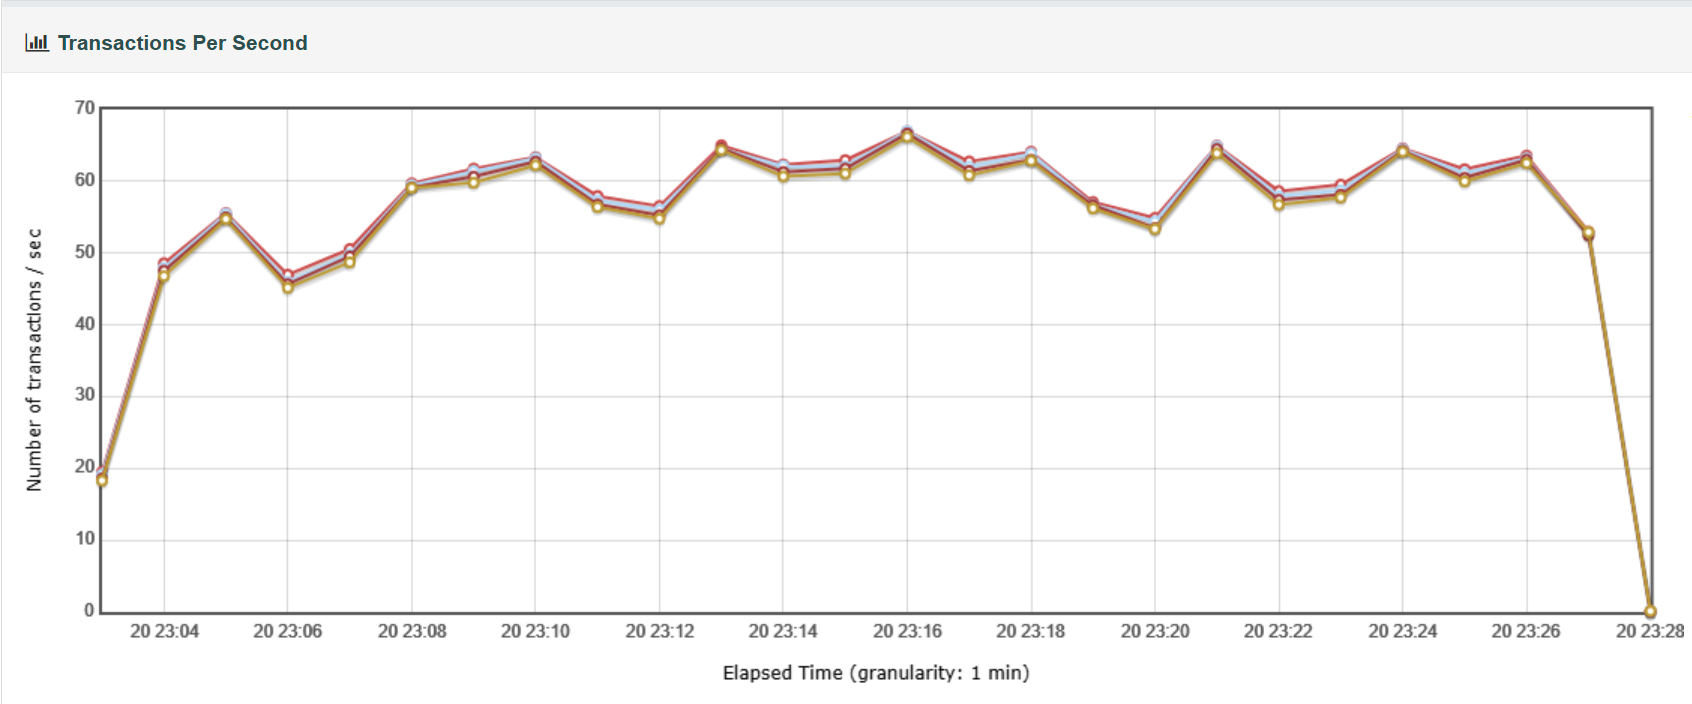 Transactions Per Second
70
60
50
40
30
20
10
0
Number of transactions / sec
20 23:04 20 23:06 20 23:08 20 23:10 20 23:12 20 23:14 20 23:16 20 23:18 20 23:20 20 23:22 20 23:24 20 23:26 20 23:28
Elapsed Time (granularity: 1 min)